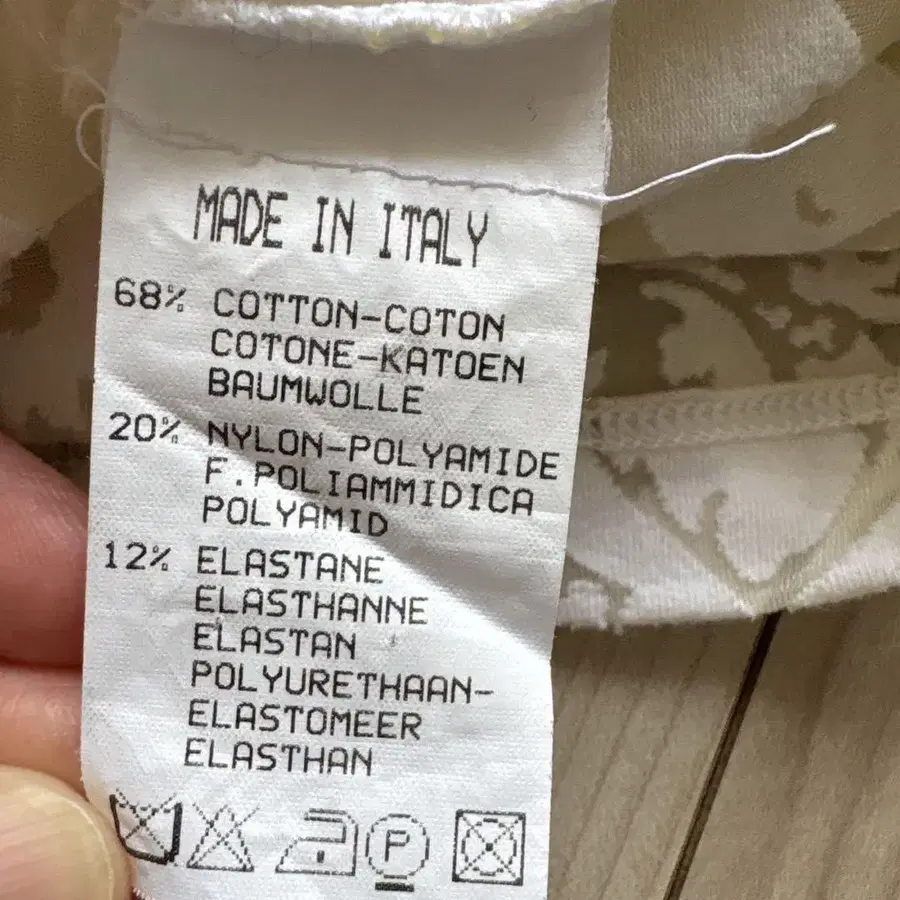 MADE IN ITALY
68% COTTON-COTON
COTONE-KATOEN
BAUMWOLLE
20% NYLON-POLYAMIDE
F.POLIAMMIDICA
POLYAMID
12% ELASTANE
ELASTHANNE
ELASTAN
POLYURETHAAN-
ELASTOMEER
ELASTHAN
P